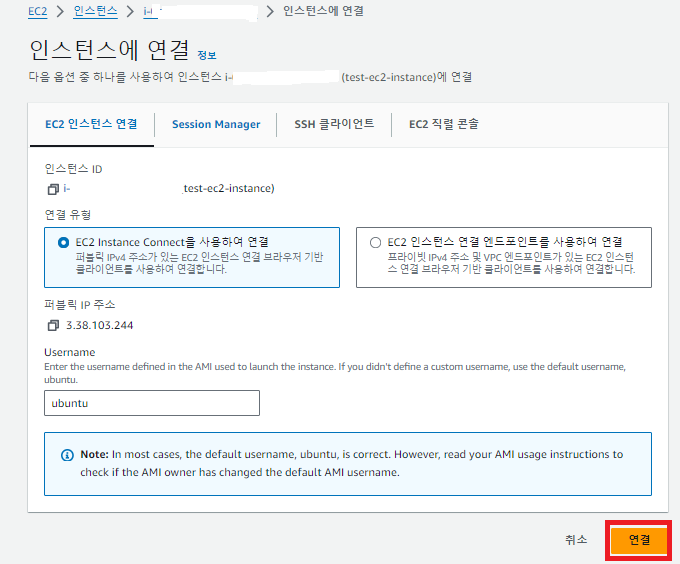 EC2 > 인스턴스 > i- > 인스턴스에 연결
인스턴스에 연결 정보
다음 옵션 중 하나를 사용하여 인스턴스 i- (test-ec2-instance)에 연결
EC2 인스턴스 연결 Session Manager SSH 클라이언트 EC2 직렬 콘솔
인스턴스 ID
i- test-ec2-instance)
연결 유형
EC2 Instance Connect을 사용하여 연결
퍼블릭 IPv4 주소가 있는 EC2 인스턴스 연결 브라우저 기반
클라이언트를 사용하여 연결합니다.
EC2 인스턴스 연결 엔드포인트를 사용하여 연결
프라이빗 IPv4 주소 및 VPC 엔드포인트가 있는 EC2 인스턴
스 연결 브라우저 기반 클라이언트를 사용하여 연결합니다.
퍼블릭 IP 주소
3.38.103.244
Username
Enter the username defined in the AMI used to launch the instance. If you didn't define a custom username, use the default username,
ubuntu.
ubuntu
Note: In most cases, the default username, ubuntu, is correct. However, read your AMI usage instructions to
check if the AMI owner has changed the default AMI username.
취소 연결